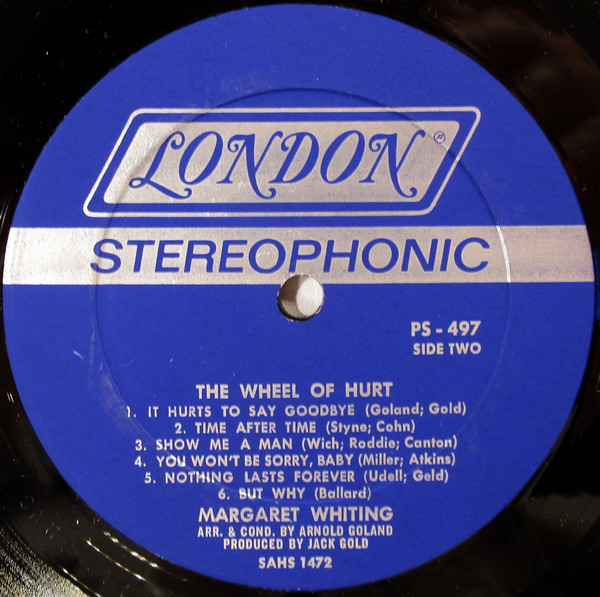 LONDON ®
STEREOPHONIC
PS - 497
SIDE TWO
THE WHEEL OF HURT
1. IT HURTS TO SAY GOODBYE (Goland; Gold)
2. TIME AFTER TIME (Styne; Cohn)
3. SHOW ME A MAN (Wich; Roddie; Canton)
4. YOU WON'T BE SORRY, BABY (Miller; Atkins)
5. NOTHING LASTS FOREVER (Udell; Geld)
6. BUT WHY (Ballard)
MARGARET WHITING
ARR. & COND. BY ARNOLD GOLAND
PRODUCED BY JACK GOLD
SAHS 1472